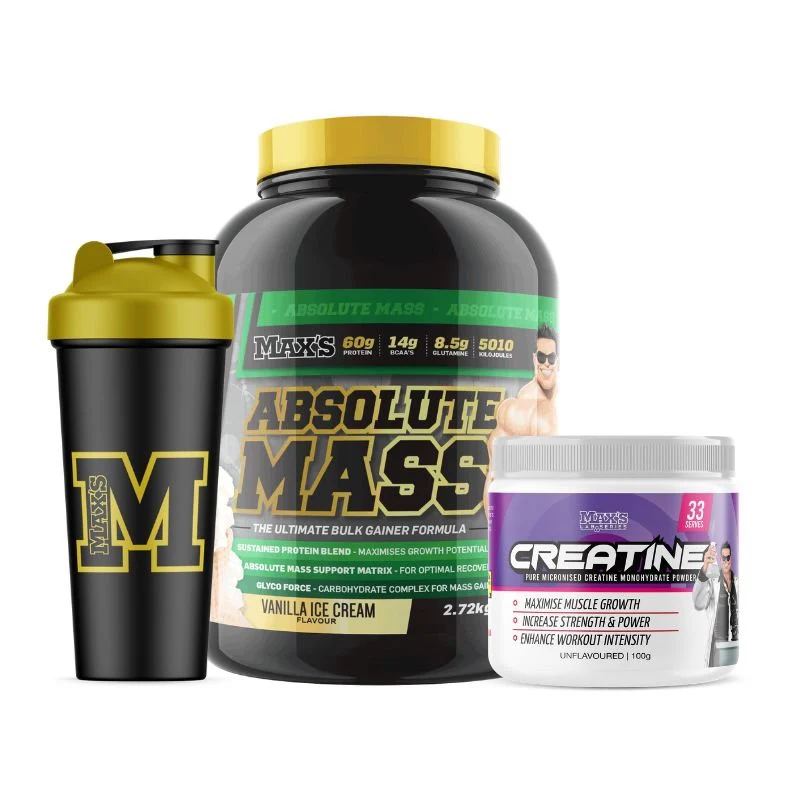 · ABSOLUTE MASS · ABSOLUTE MASS
MAX'S 60g PROTEIN 14g BCAA'S 8.5g GLUTAMINE 5010 KILOJOULES
ABSOLUTE
MASS
THE ULTIMATE BULK GAINER FORMULA
SUSTAINED PROTEIN BLEND - MAXIMISES GROWTH POTENTIAL
ABSOLUTE MASS SUPPORT MATRIX - FOR OPTIMAL RECOVE
GLYCO FORCE - CARBOHYDRATE COMPLEX FOR MASS GAI
VANILLA ICE CREAM
FLAVOUR
2.72kg
MAX'S
M
MAX'S
LAB SERIES
33
SERVES
CREATINE
PURE MICRONISED CREATINE MONOHYDRATE POWDER
MAXIMISE MUSCLE GROWTH
INCREASE STRENGTH & POWER
ENHANCE WORKOUT INTENSITY
UNFLAVOURED | 100g